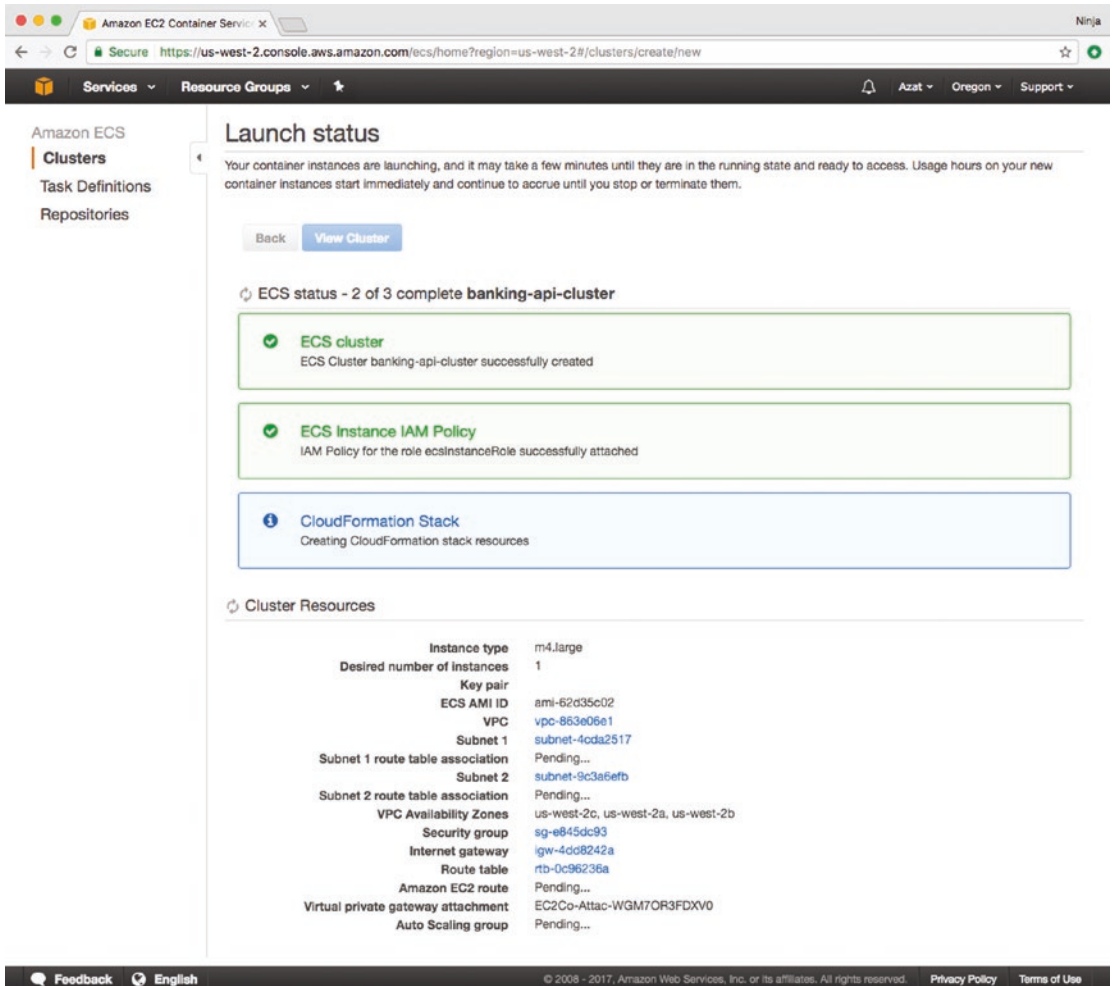 Amazon EC2 Container Servic
Ninja
Secure https://us-west-2.console.aws.amazon.com/ecs/home?region=us-west-2#/clusters/create/new
Services Resource Groups Azat Oregon Support
Amazon ECS
Clusters
Task Definitions
Repositories
Launch status
Your container instances are launching, and it may take a few minutes until they are in the running state and ready to access. Usage hours on your new
container instances start immediately and continue to accrue until you stop or terminate them.
Back View Cluster
ECS status - 2 of 3 complete banking-api-cluster
ECS cluster
ECS Cluster banking-api-cluster successfully created
ECS Instance IAM Policy
IAM Policy for the role ecsInstanceRole successfully attached
CloudFormation Stack
Creating CloudFormation stack resources
Cluster Resources
Instance type m4.large
Desired number of instances 1
Key pair
ECS AMI ID ami-62d35c02
VPC vpc-863e06e1
Subnet 1 subnet-4cda2517
Subnet 1 route table association Pending...
Subnet 2 subnet-9c3a6efb
Subnet 2 route table association Pending...
VPC Availability Zones us-west-2c, us-west-2a, us-west-2b
Security group sg-e845dc93
Internet gateway igw-4dd8242a
Route table rtb-0c96236a
Amazon EC2 route Pending...
Virtual private gateway attachment EC2Co-Attac-WGM7OR3FDXV0
Auto Scaling group Pending...
Feedback English © 2008 - 2017, Amazon Web Services, Inc. or its affiliates. All rights reserved. Privacy Policy Terms of Use